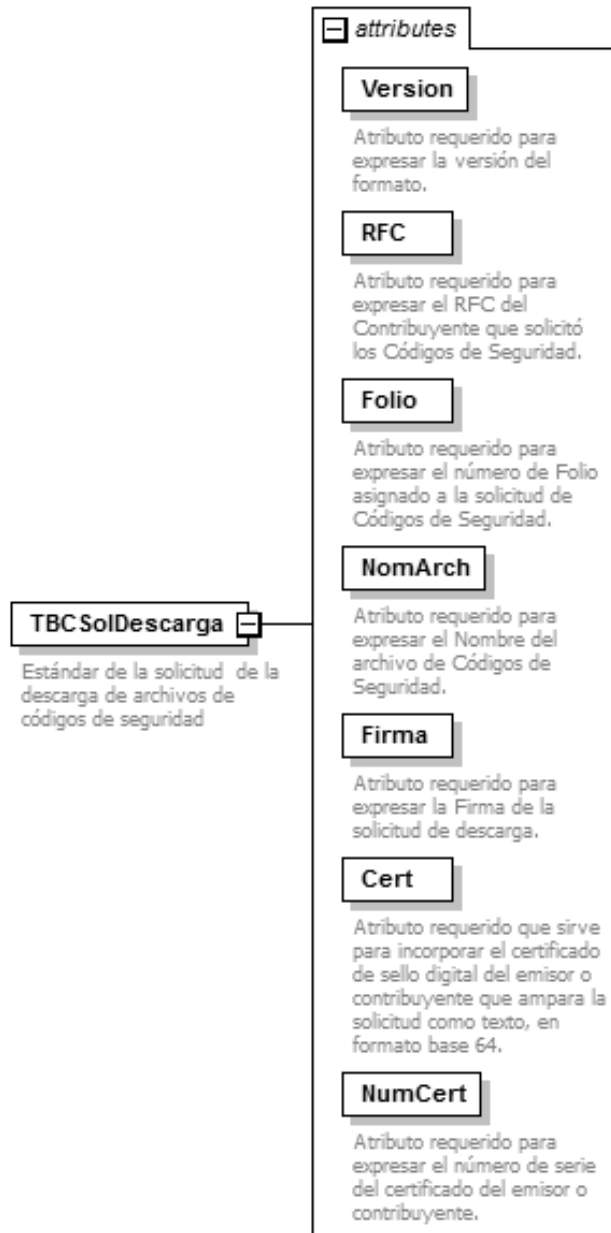 attributes
Version
Atributo requerido para
expresar la versión del
formato.
RFC
Atributo requerido para
expresar el RFC del
Contribuyente que solicitó
los Códigos de Seguridad.
Folio
Atributo requerido para
expresar el número de Folio
asignado a la solicitud de
Códigos de Seguridad.
NomArch
Atributo requerido para
expresar el Nombre del
archivo de Códigos de
Seguridad.
TBCSolDescarga
Estándar de la solicitud de la
descarga de archivos de
códigos de seguridad
Firma
Atributo requerido para
expresar la Firma de la
solicitud de descarga.
Cert
Atributo requerido que sirve
para incorporar el certificado
de sello digital del emisor o
contribuyente que ampara la
solicitud como texto, en
formato base 64.
NumCert
Atributo requerido para
expresar el número de serie
del certificado del emisor o
contribuyente.